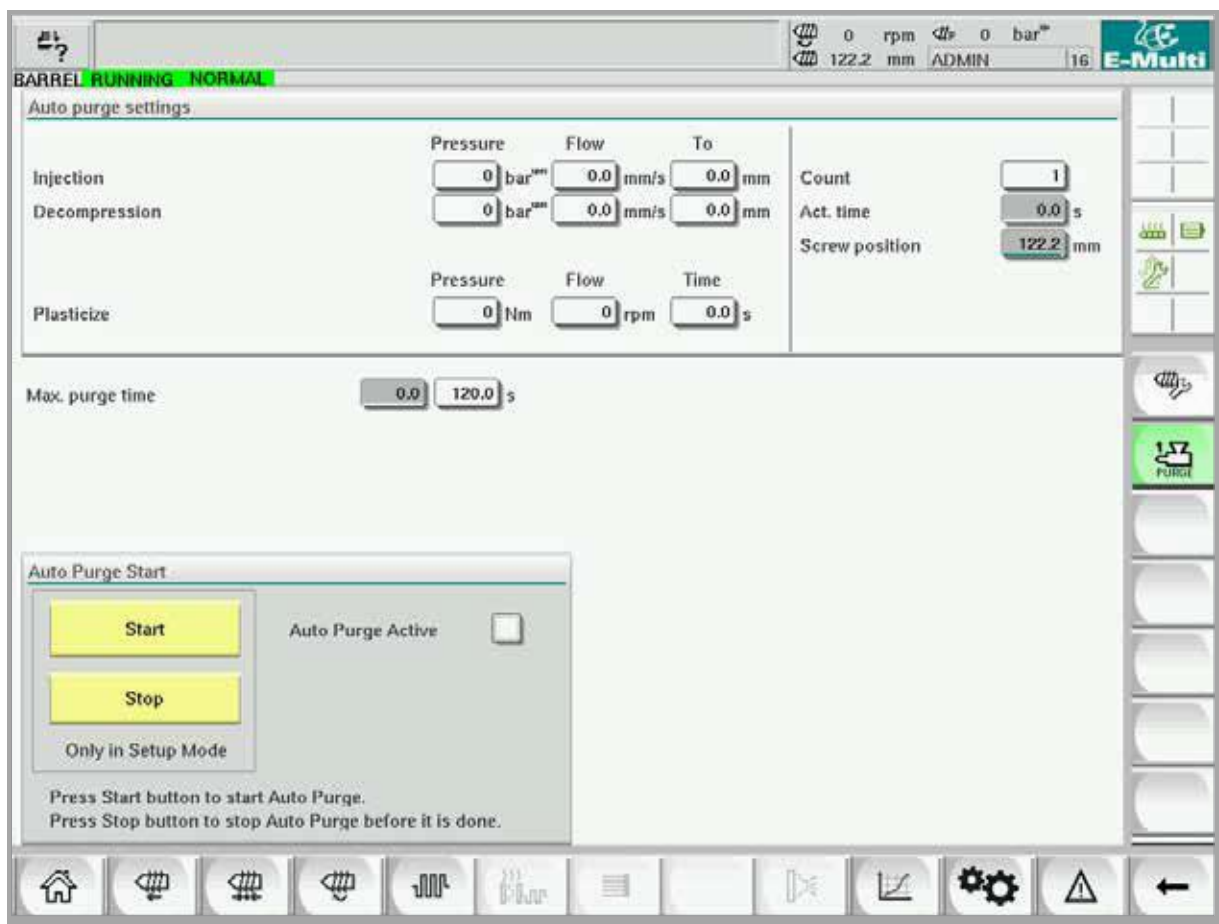 ?
0 rpm 0 bar
122.2 mm ADMIN 16
E-Multi
BARREL RUNNING NORMAL
Auto purge settings
Pressure Flow To
Injection 0 bar 0.0 mm/s 0.0 mm
Decompression 0 bar 0.0 mm/s 0.0 mm
Pressure Flow Time
Plasticize 0 Nm 0 rpm 0.0 s
Count 1
Act. time 0.0 s
Screw position 122.2 mm
Max. purge time 0.0 120.0 s
1
PURGE
Auto Purge Start
Start
Auto Purge Active
Stop
Only in Setup Mode
Press Start button to start Auto Purge.
Press Stop button to stop Auto Purge before it is done.